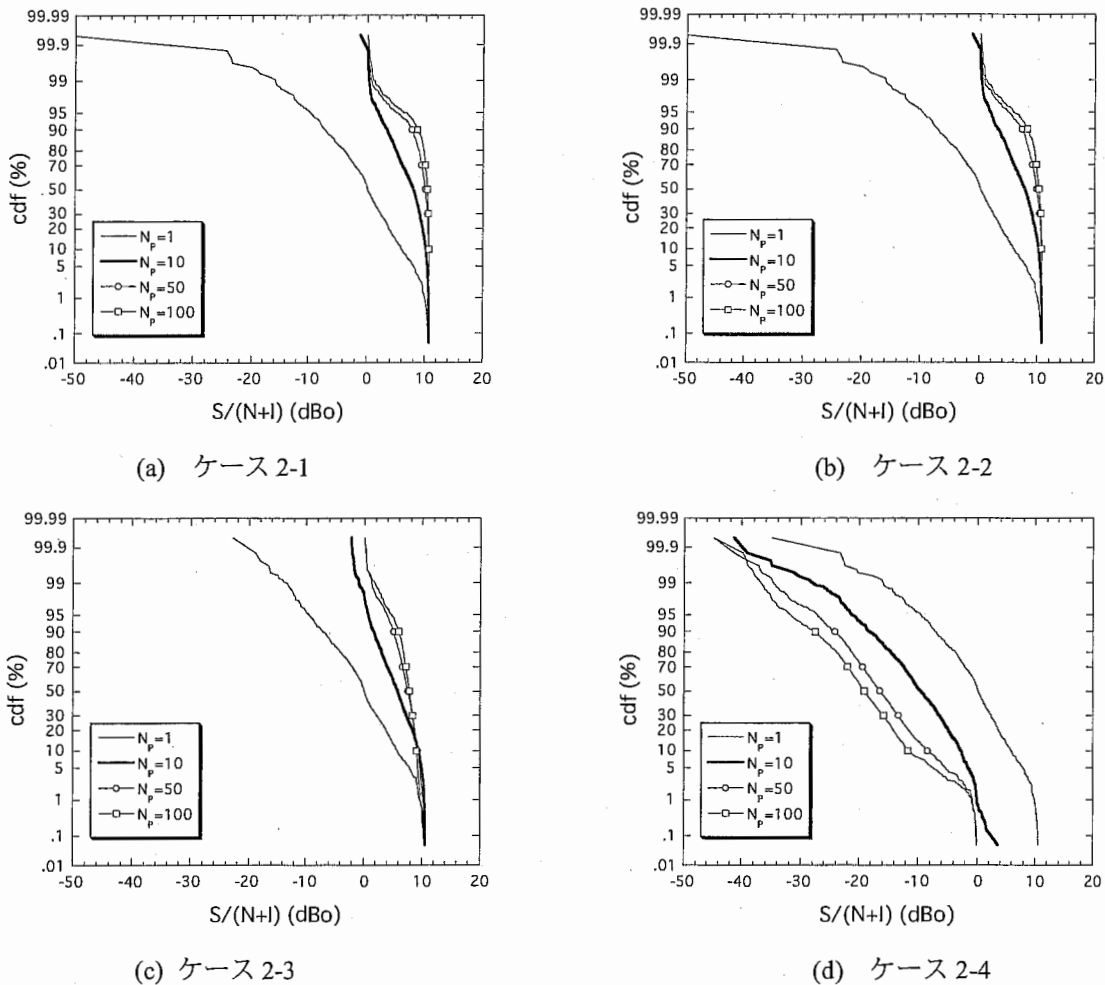 99.99
99.9
99
95
90
80
70
50
30
20
10
5
1
.1
.01
cdf (%)
N_P=1
N_P=10
N_P=50
N_P=100
-50 -40 -30 -20 -10 0 10 20
S/(N+I) (dBo)
(a) ケース 2-1
99.99
99.9
99
95
90
80
70
50
30
20
10
5
1
.1
.01
cdf (%)
N_P=1
N_P=10
N_P=50
N_P=100
-50 -40 -30 -20 -10 0 10 20
S/(N+I) (dBo)
(b) ケース 2-2
99.99
99.9
99
95
90
80
70
50
30
20
10
5
1
.1
.01
cdf (%)
N_P=1
N_P=10
N_P=50
N_P=100
-50 -40 -30 -20 -10 0 10 20
S/(N+I) (dBo)
(c) ケース 2-3
99.99
99.9
99
95
90
80
70
50
30
20
10
5
1
.1
.01
cdf (%)
N_P=1
N_P=10
N_P=50
N_P=100
-50 -40 -30 -20 -10 0 10 20
S/(N+I) (dBo)
(d) ケース 2-4